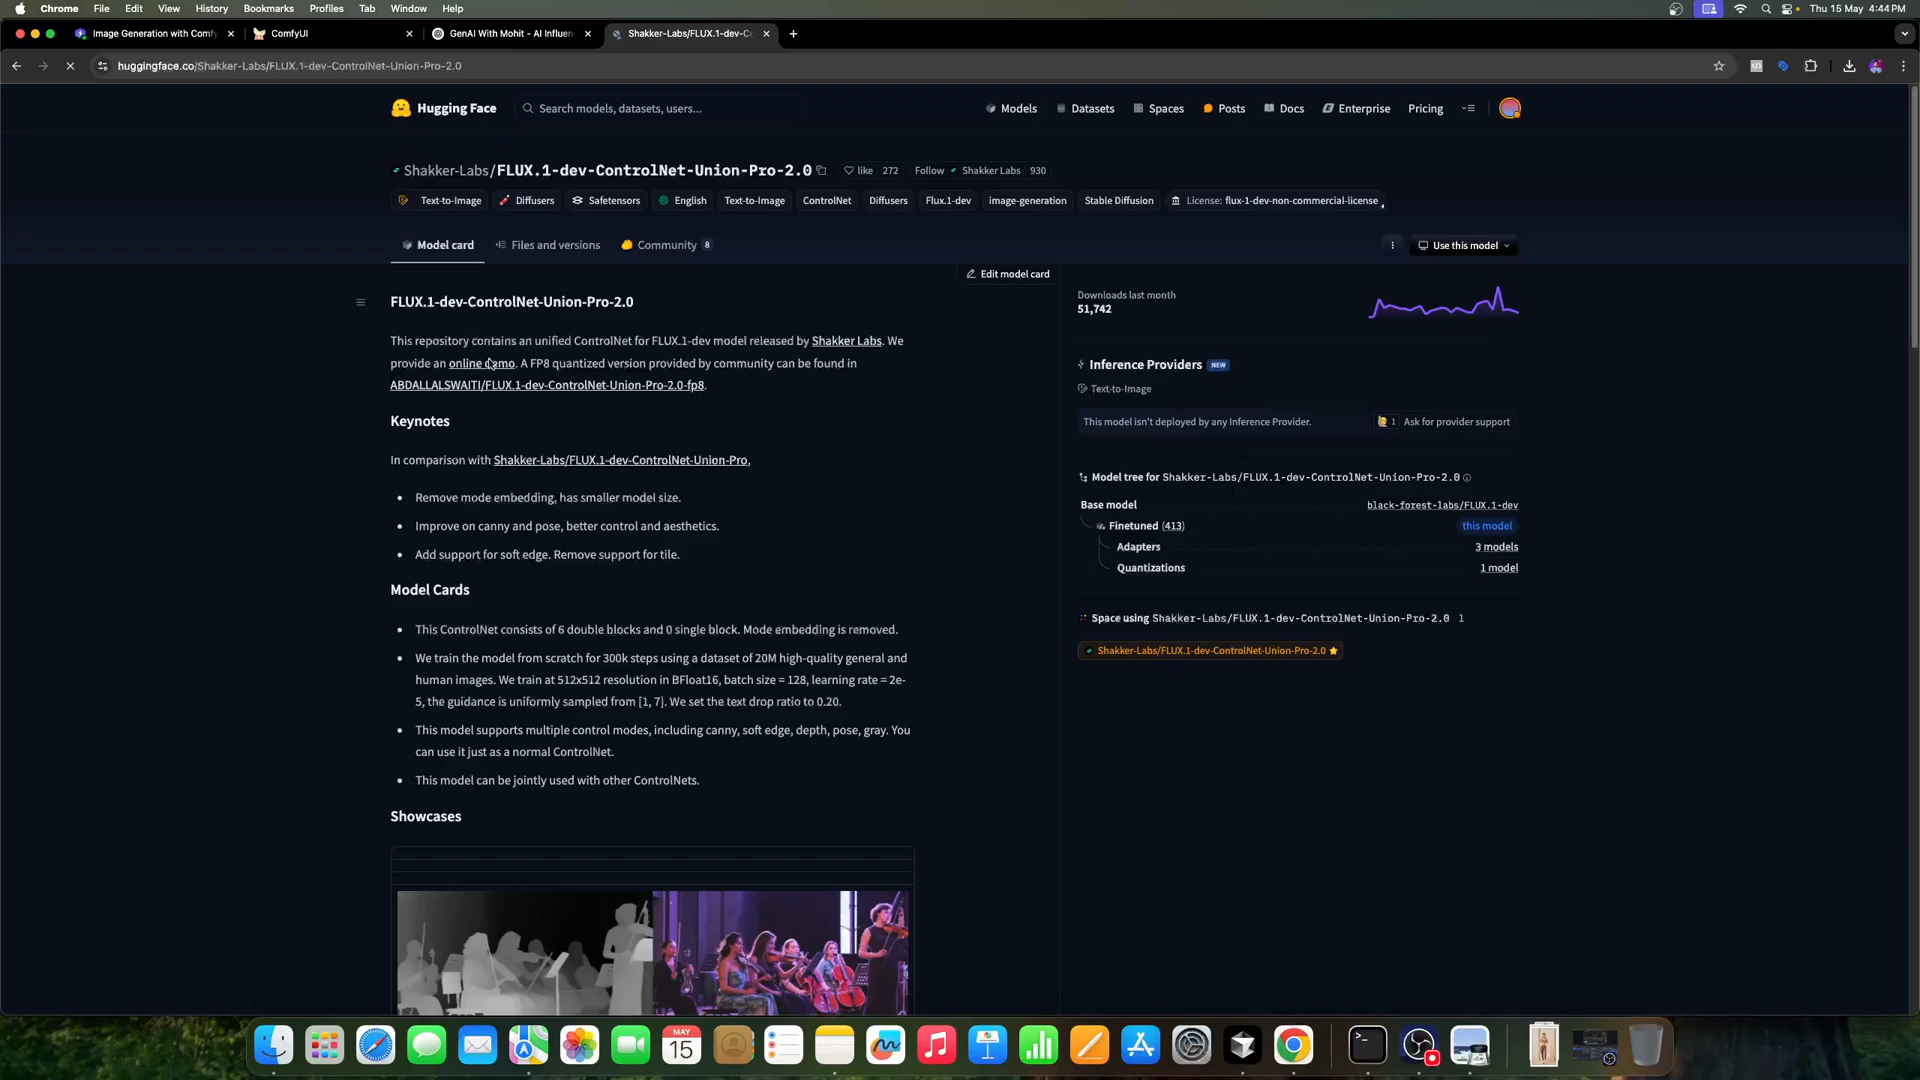 Chrome File Edit View History Bookmarks Profiles Tab Window Help Thu 15 May 4:44 PM
Image Generation with Comfy ComfyUI GenAI With Mohit - AI Influen Shakker-Labs/FLUX.1-dev-C
huggingface.co/Shakker-Labs/FLUX.1-dev-ControlNet-Union-Pro-2.0
Hugging Face Search models, datasets, users... Models Datasets Spaces Posts Docs Enterprise Pricing
Shakker-Labs/FLUX.1-dev-ControlNet-Union-Pro-2.0 like 272 Follow Shakker Labs 930
Text-to-Image Diffusers Safetensors English Text-to-Image ControlNet Diffusers Flux.1-dev image-generation Stable Diffusion License: flux-1-dev-non-commercial-license
Model card Files and versions Community 8 Use this model
Edit model card
FLUX.1-dev-ControlNet-Union-Pro-2.0
This repository contains an unified ControlNet for FLUX.1-dev model released by Shakker Labs. We
provide an online demo. A FP8 quantized version provided by community can be found in
ABDALLALSWAITI/FLUX.1-dev-ControlNet-Union-Pro-2.0-fp8.
Keynotes
In comparison with Shakker-Labs/FLUX.1-dev-ControlNet-Union-Pro,
• Remove mode embedding, has smaller model size.
• Improve on canny and pose, better control and aesthetics.
• Add support for soft edge. Remove support for tile.
Model Cards
• This ControlNet consists of 6 double blocks and 0 single block. Mode embedding is removed.
• We train the model from scratch for 300k steps using a dataset of 20M high-quality general and
human images. We train at 512x512 resolution in BFloat16, batch size = 128, learning rate = 2e-
5, the guidance is uniformly sampled from [1, 7]. We set the text drop ratio to 0.20.
• This model supports multiple control modes, including canny, soft edge, depth, pose, gray. You
can use it just as a normal ControlNet.
• This model can be jointly used with other ControlNets.
Showcases
Downloads last month
51,742
Inference Providers NEW
Text-to-Image
This model isn't deployed by any Inference Provider. 1 Ask for provider support
Model tree for Shakker-Labs/FLUX.1-dev-ControlNet-Union-Pro-2.0
Base model black-forest-labs/FLUX.1-dev
Finetuned (413) this model
Adapters 3 models
Quantizations 1 model
Space using Shakker-Labs/FLUX.1-dev-ControlNet-Union-Pro-2.0 1
Shakker-Labs/FLUX.1-dev-ControlNet-Union-Pro-2.0
MAY
15